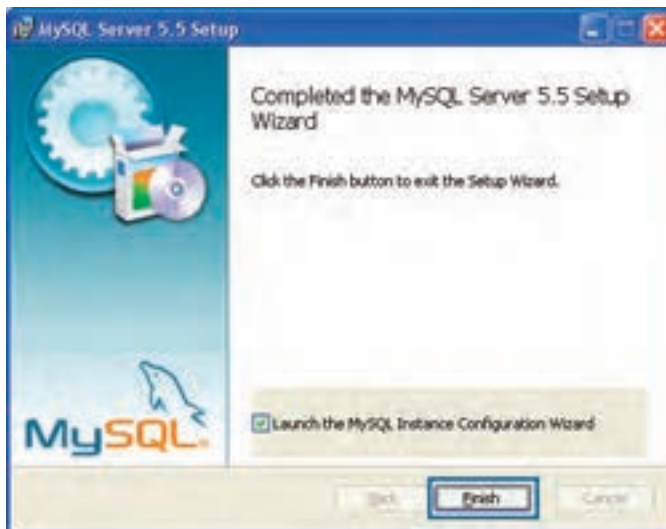 MySQL Server 5.5 Setup
Completed the MySQL Server 5.5 Setup
Wizard
Click the Finish button to exit the Setup Wizard.
MySQL.
Launch the MySQL Instance Configuration Wizard
Back
Finish
Cancel